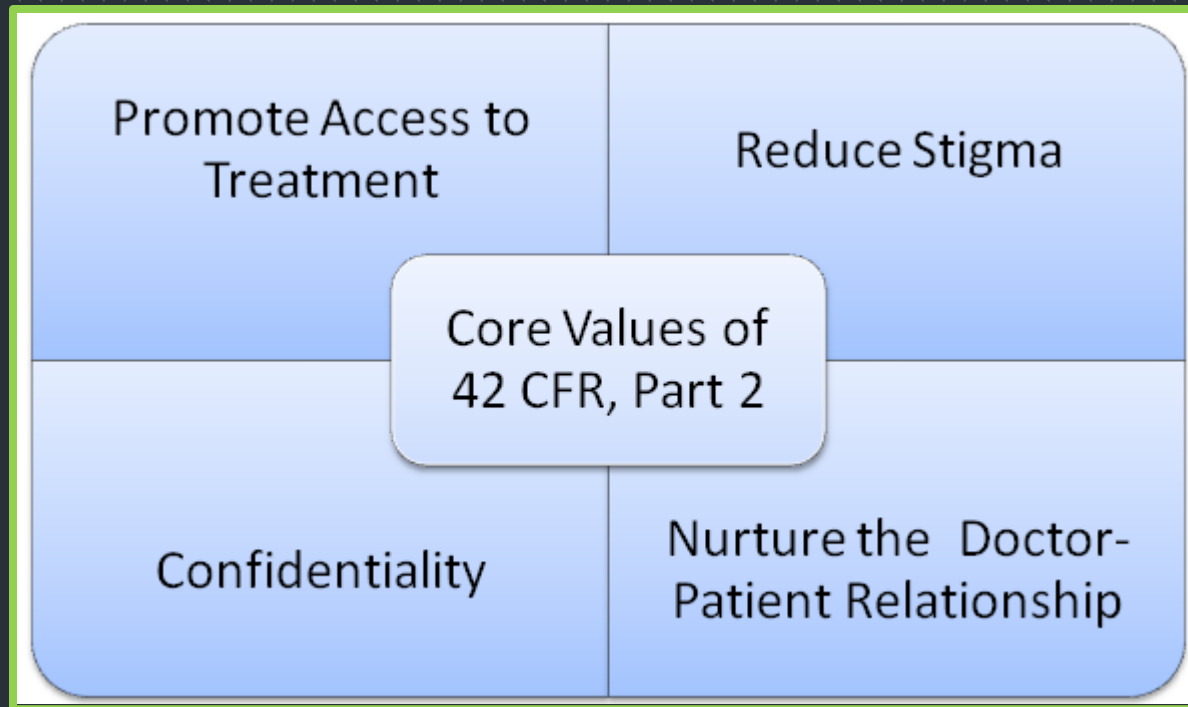 Promote Access to
Treatment
Reduce Stigma
Core Values of
42 CFR, Part 2
Confidentiality
Nurture the Doctor-
Patient Relationship